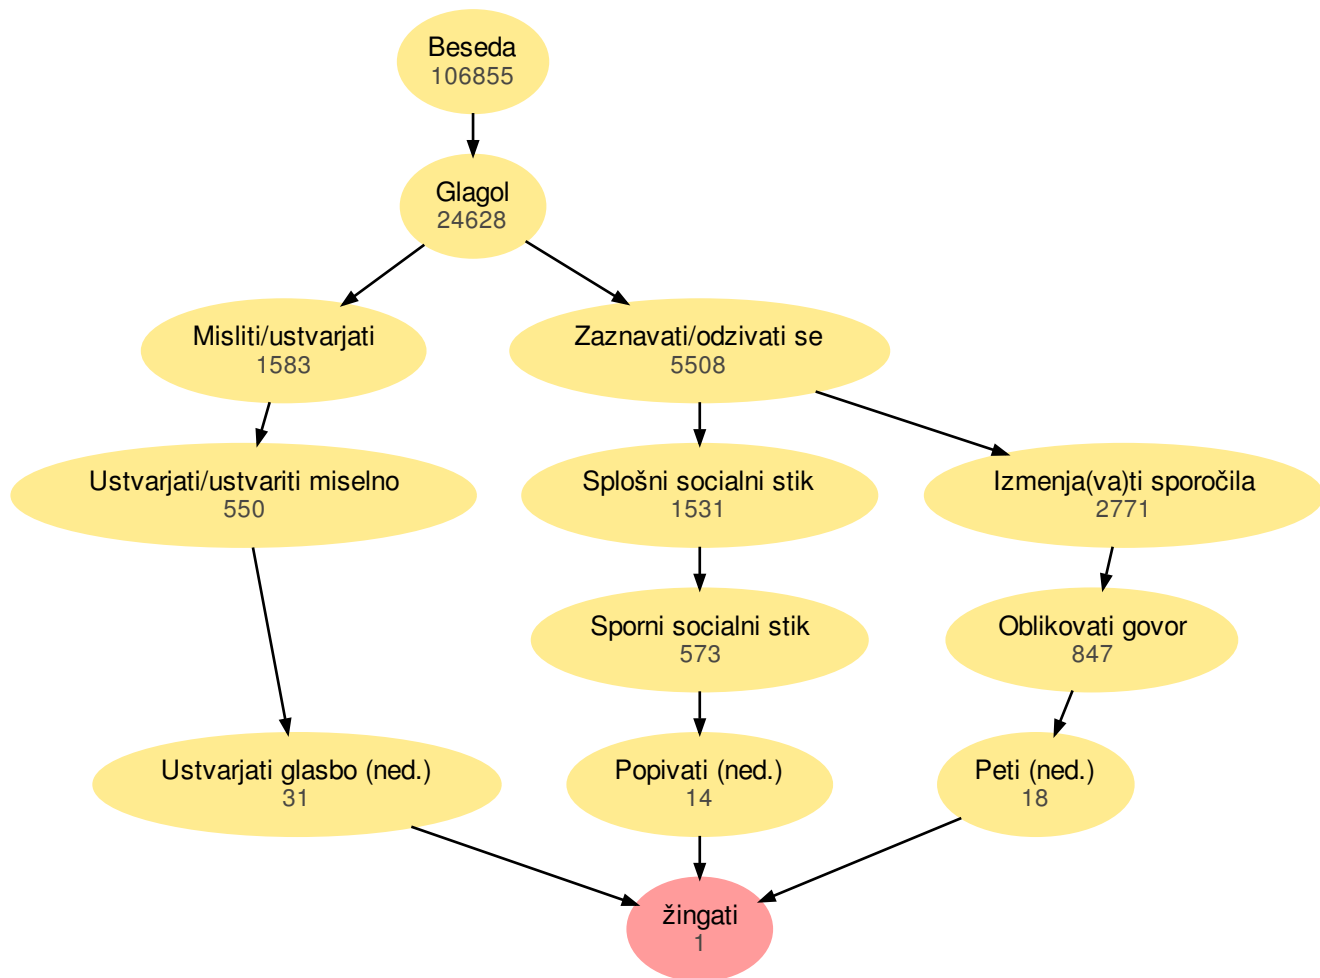 Beseda
106855
Glagol
24628
Misliti/ustvarjati
1583
Zaznavati/odzivati se
5508
Ustvarjati/ustvariti miselno
550
Splošni socialni stik
1531
Izmenja(va)ti sporočila
2771
Sporni socialni stik
573
Oblikovati govor
847
Ustvarjati glasbo (ned.)
31
Popivati (ned.)
14
Peti (ned.)
18
žingati
1